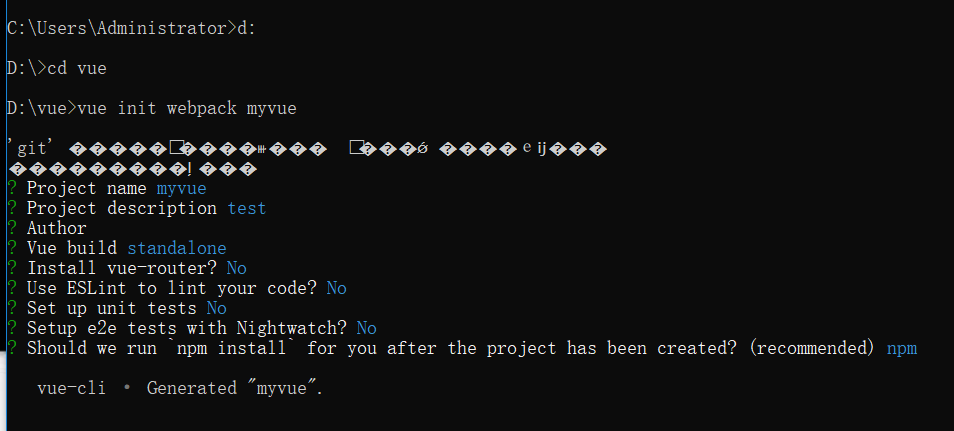 C:\Users\Administrator>d:
D:\>cd vue
D:\vue>vue init webpack myvue
'git'
? Project name myvue
? Project description test
? Author
? Vue build standalone
? Install vue-router? No
? Use ESLint to lint your code? No
? Set up unit tests No
? Setup e2e tests with Nightwatch? No
? Should we run `npm install` for you after the project has been created? (recommended) npm
vue-cli · Generated "myvue".